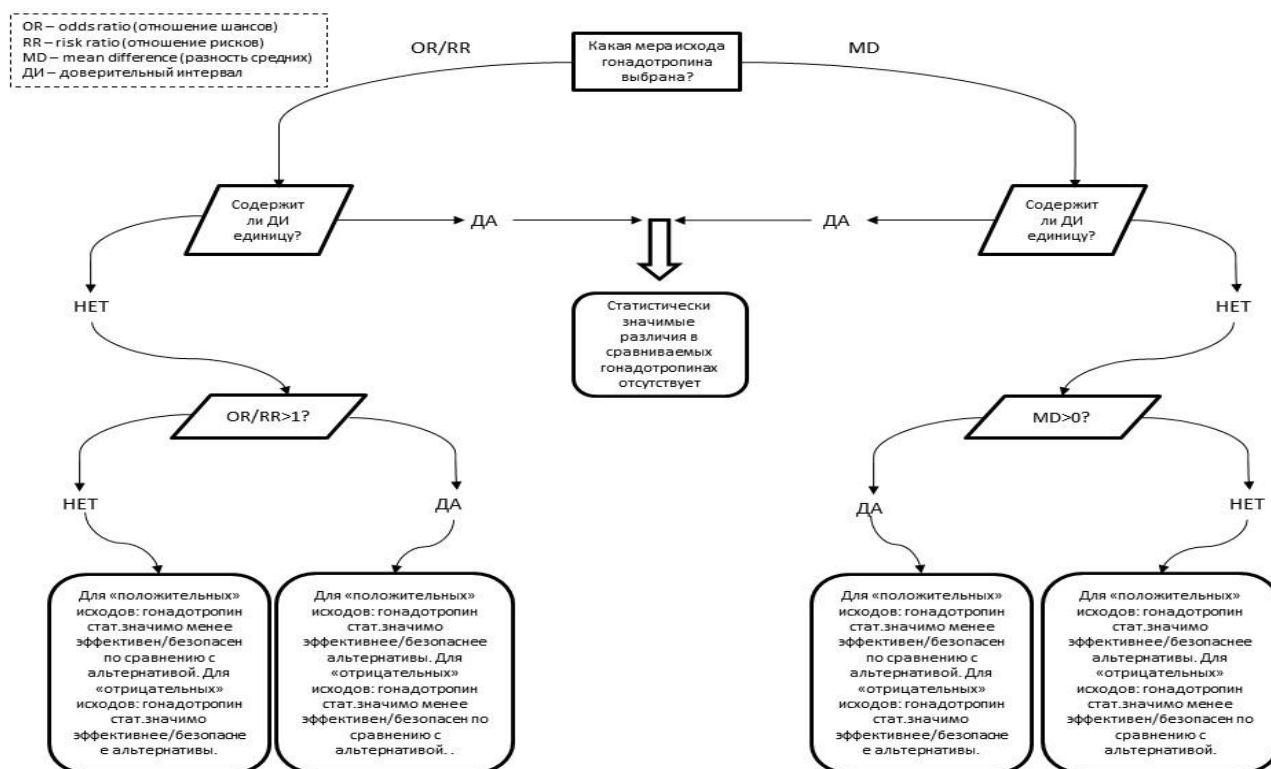 OR – odds ratio (отношение шансов)
RR – risk ratio (отношение рисков)
MD – mean difference (разность средних)
ДИ – доверительный интервал
OR/RR
Какая мера исхода
гонадотропина
выбрана?
MD
Содержит
ли ДИ
единицу?
ДА
ДА
Содержит
ли ДИ
единицу?
НЕТ
Статистически
значимые
различия в
сравниваемых
гонадотропинах
отсутствует
НЕТ
OR/RR>1?
MD>0?
НЕТ
ДА
ДА
НЕТ
Для «положительных»
исходов: гонадотропин
стат.значимо менее
эффективен/безопасен
по сравнению с
альтернативой. Для
«отрицательных»
исходов: гонадотропин
стат.значимо
эффективнее/безопасне
е альтернативы.
Для «положительных»
исходов: гонадотропин
стат.значимо
эффективнее/безопаснее
альтернативы. Для
«отрицательных»
исходов: гонадотропин
стат.значимо менее
эффективен/безопасен по
сравнению с
альтернативой. .
Для «положительных»
исходов: гонадотропин
стат.значимо менее
эффективен/безопасен
по сравнению с
альтернативой. Для
«отрицательных»
исходов: гонадотропин
стат.значимо
эффективнее/безопасне
е альтернативы.
Для «положительных»
исходов: гонадотропин
стат.значимо
эффективнее/безопаснее
альтернативы. Для
«отрицательных»
исходов: гонадотропин
стат.значимо менее
эффективен/безопасен по
сравнению с
альтернативой.